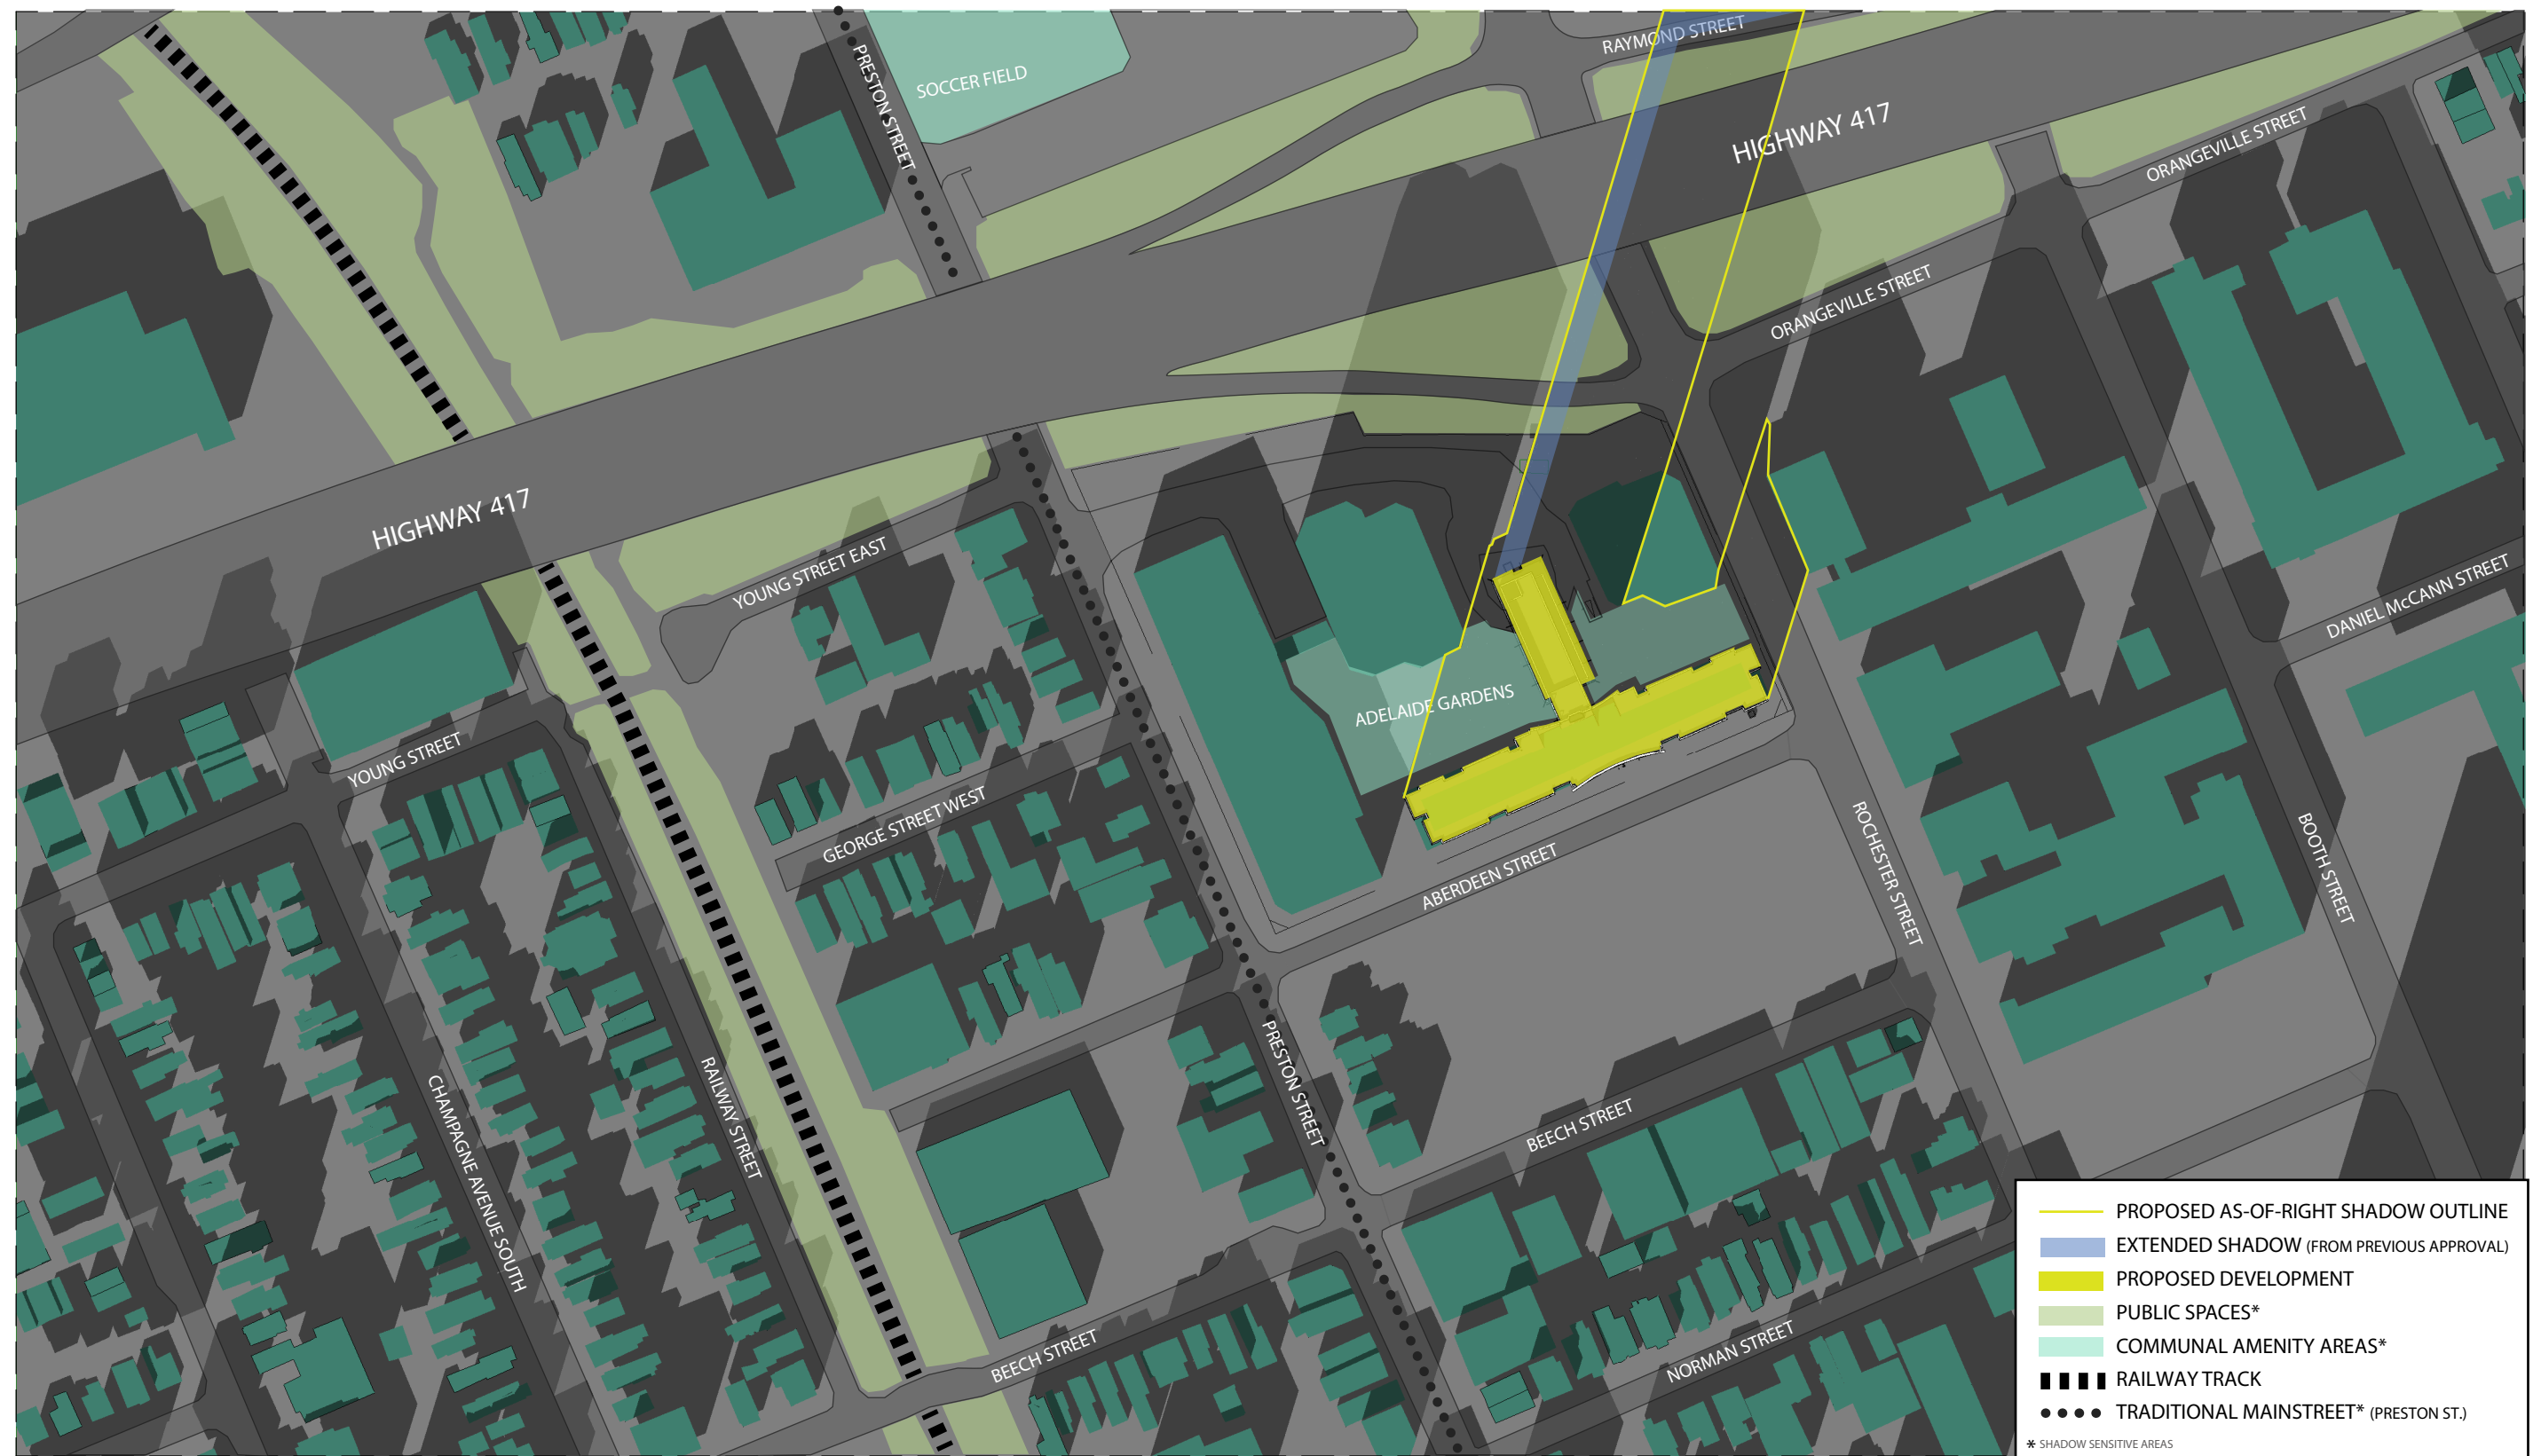 RAYMOND STREET
PRESTON STREET
SOCCER FIELD
HIGHWAY 417
ORANGEVILLE STREET
ORANGEVILLE STREET
HIGHWAY 417
YOUNG STREET EAST
DANIEL McCANN STREET
ADELAIDE GARDENS
YOUNG STREET
GEORGE STREET WEST
ABERDEEN STREET
ROCHESTER STREET
BOOTH STREET
PRESTON STREET
RAILWAY STREET
CHAMPAGNE AVENUE SOUTH
BEECH STREET
BEECH STREET
NORMAN STREET
PROPOSED AS-OF-RIGHT SHADOW OUTLINE
EXTENDED SHADOW (FROM PREVIOUS APPROVAL)
PROPOSED DEVELOPMENT
PUBLIC SPACES*
COMMUNAL AMENITY AREAS*
RAILWAY TRACK
TRADITIONAL MAINSTREET* (PRESTON ST.)
* SHADOW SENSITIVE AREAS